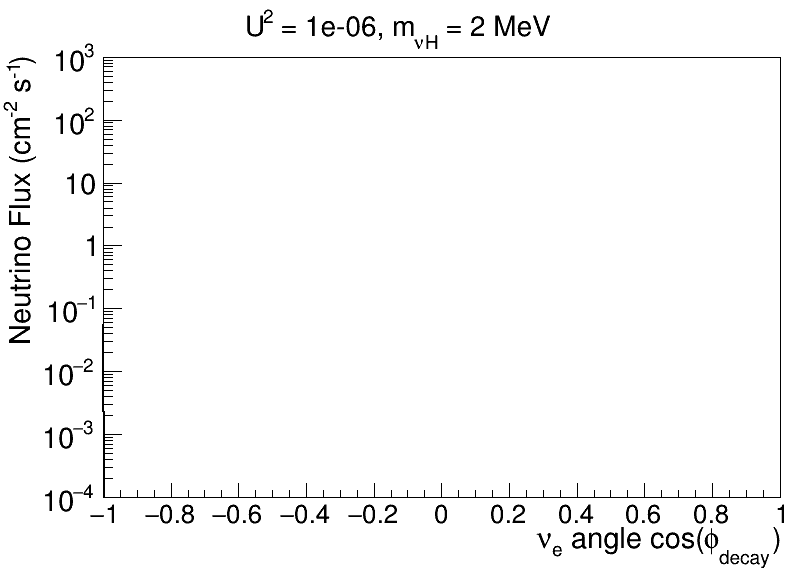 U² = 1e-06, m_νH = 2 MeV
Neutrino Flux (cm⁻² s⁻¹)
10³
10²
10
1
10⁻¹
10⁻²
10⁻³
10⁻⁴
−1 −0.8 −0.6 −0.4 −0.2 0 0.2 0.4 0.6 0.8 1
ν_e angle cos(ϕ_decay)